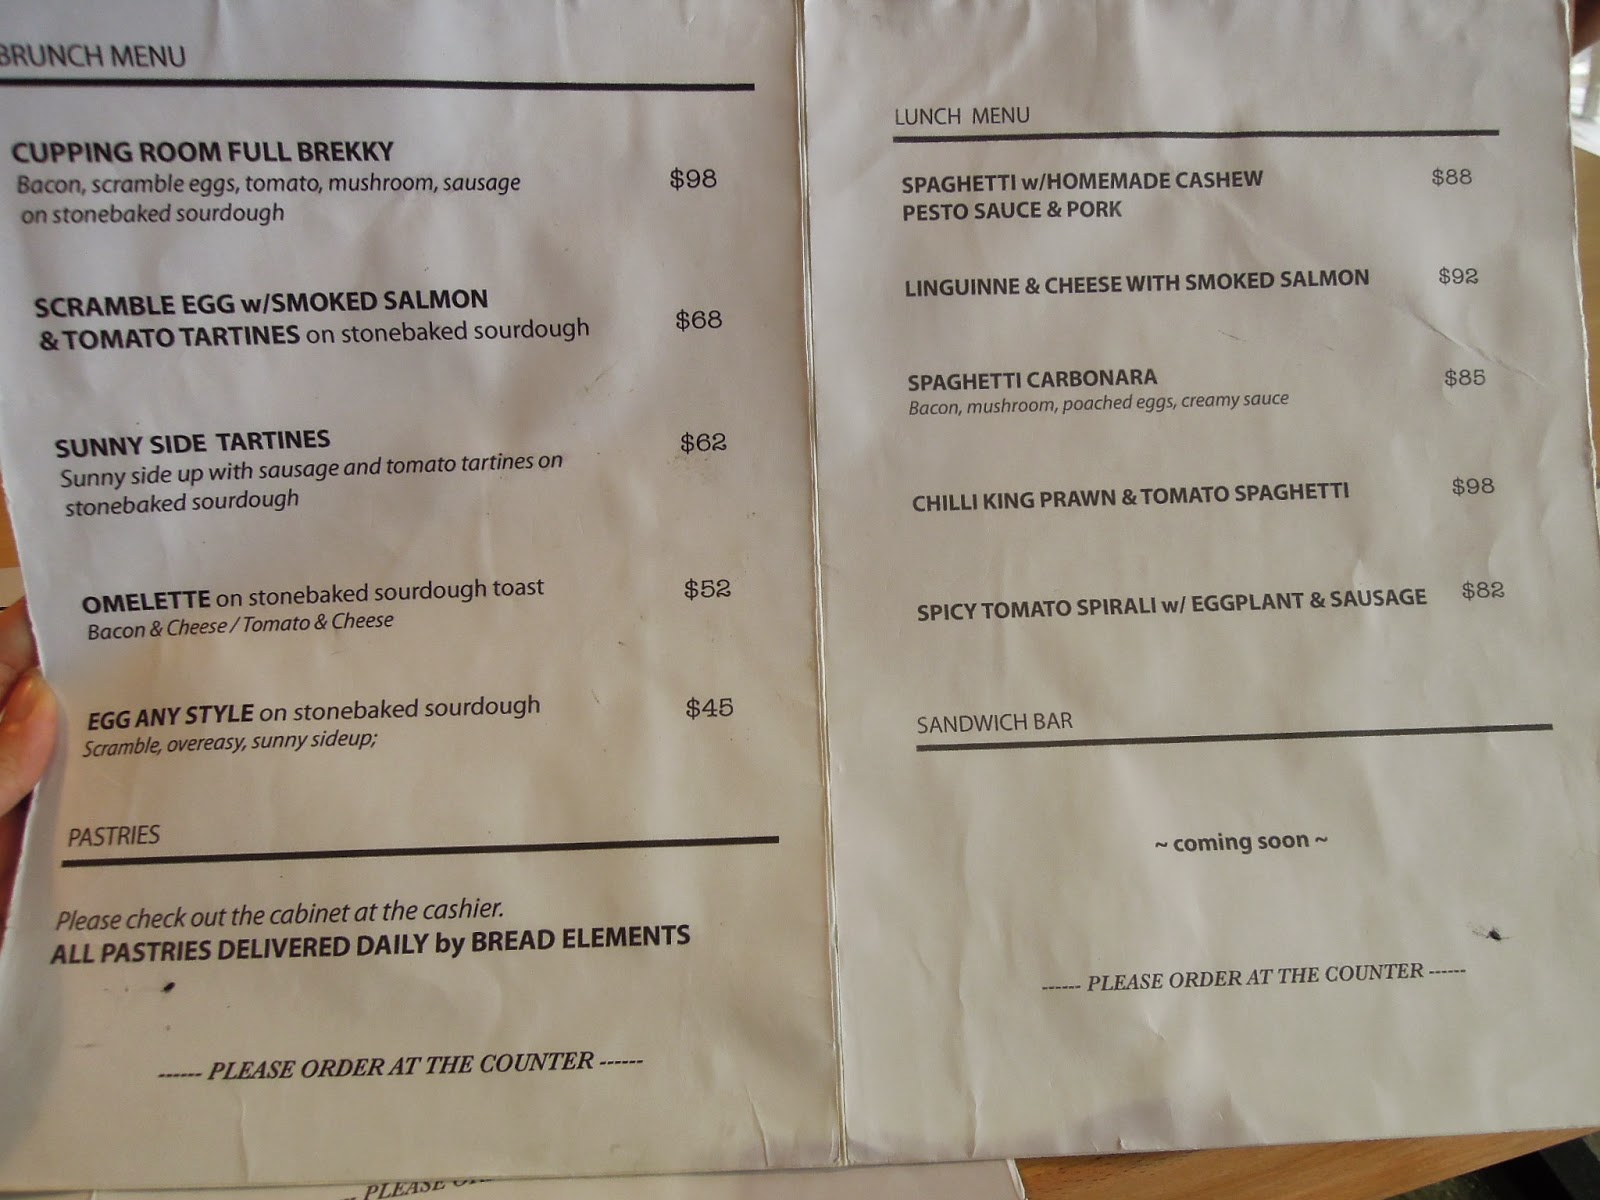 BRUNCH MENU
CUPPING ROOM FULL BREKKY
Bacon, scramble eggs, tomato, mushroom, sausage $98
on stonebaked sourdough
SCRAMBLE EGG w/SMOKED SALMON
& TOMATO TARTINES on stonebaked sourdough $68
SUNNY SIDE TARTINES $62
Sunny side up with sausage and tomato tartines on
stonebaked sourdough
OMELETTE on stonebaked sourdough toast $52
Bacon & Cheese / Tomato & Cheese
EGG ANY STYLE on stonebaked sourdough $45
Scramble, overeasy, sunny sideup;
PASTRIES
Please check out the cabinet at the cashier.
ALL PASTRIES DELIVERED DAILY by BREAD ELEMENTS
------ PLEASE ORDER AT THE COUNTER ------
LUNCH MENU
SPAGHETTI w/HOMEMADE CASHEW $88
PESTO SAUCE & PORK
LINGUINNE & CHEESE WITH SMOKED SALMON $92
SPAGHETTI CARBONARA $85
Bacon, mushroom, poached eggs, creamy sauce
CHILLI KING PRAWN & TOMATO SPAGHETTI $98
SPICY TOMATO SPIRALI w/ EGGPLANT & SAUSAGE $82
SANDWICH BAR
~ coming soon ~
------ PLEASE ORDER AT THE COUNTER ------
PLEASE